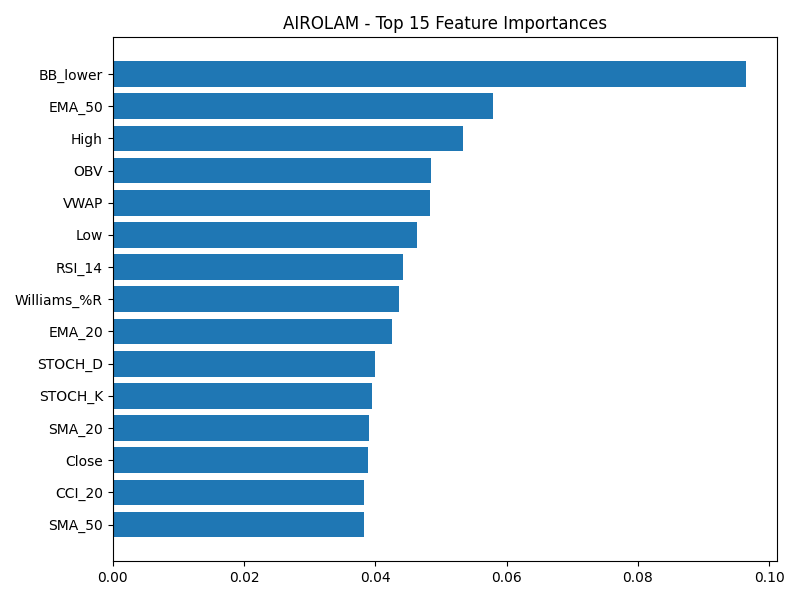 AIROLAM - Top 15 Feature Importances
BB_lower
EMA_50
High
OBV
VWAP
Low
RSI_14
Williams_%R
EMA_20
STOCH_D
STOCH_K
SMA_20
Close
CCI_20
SMA_50
0.00 0.02 0.04 0.06 0.08 0.10